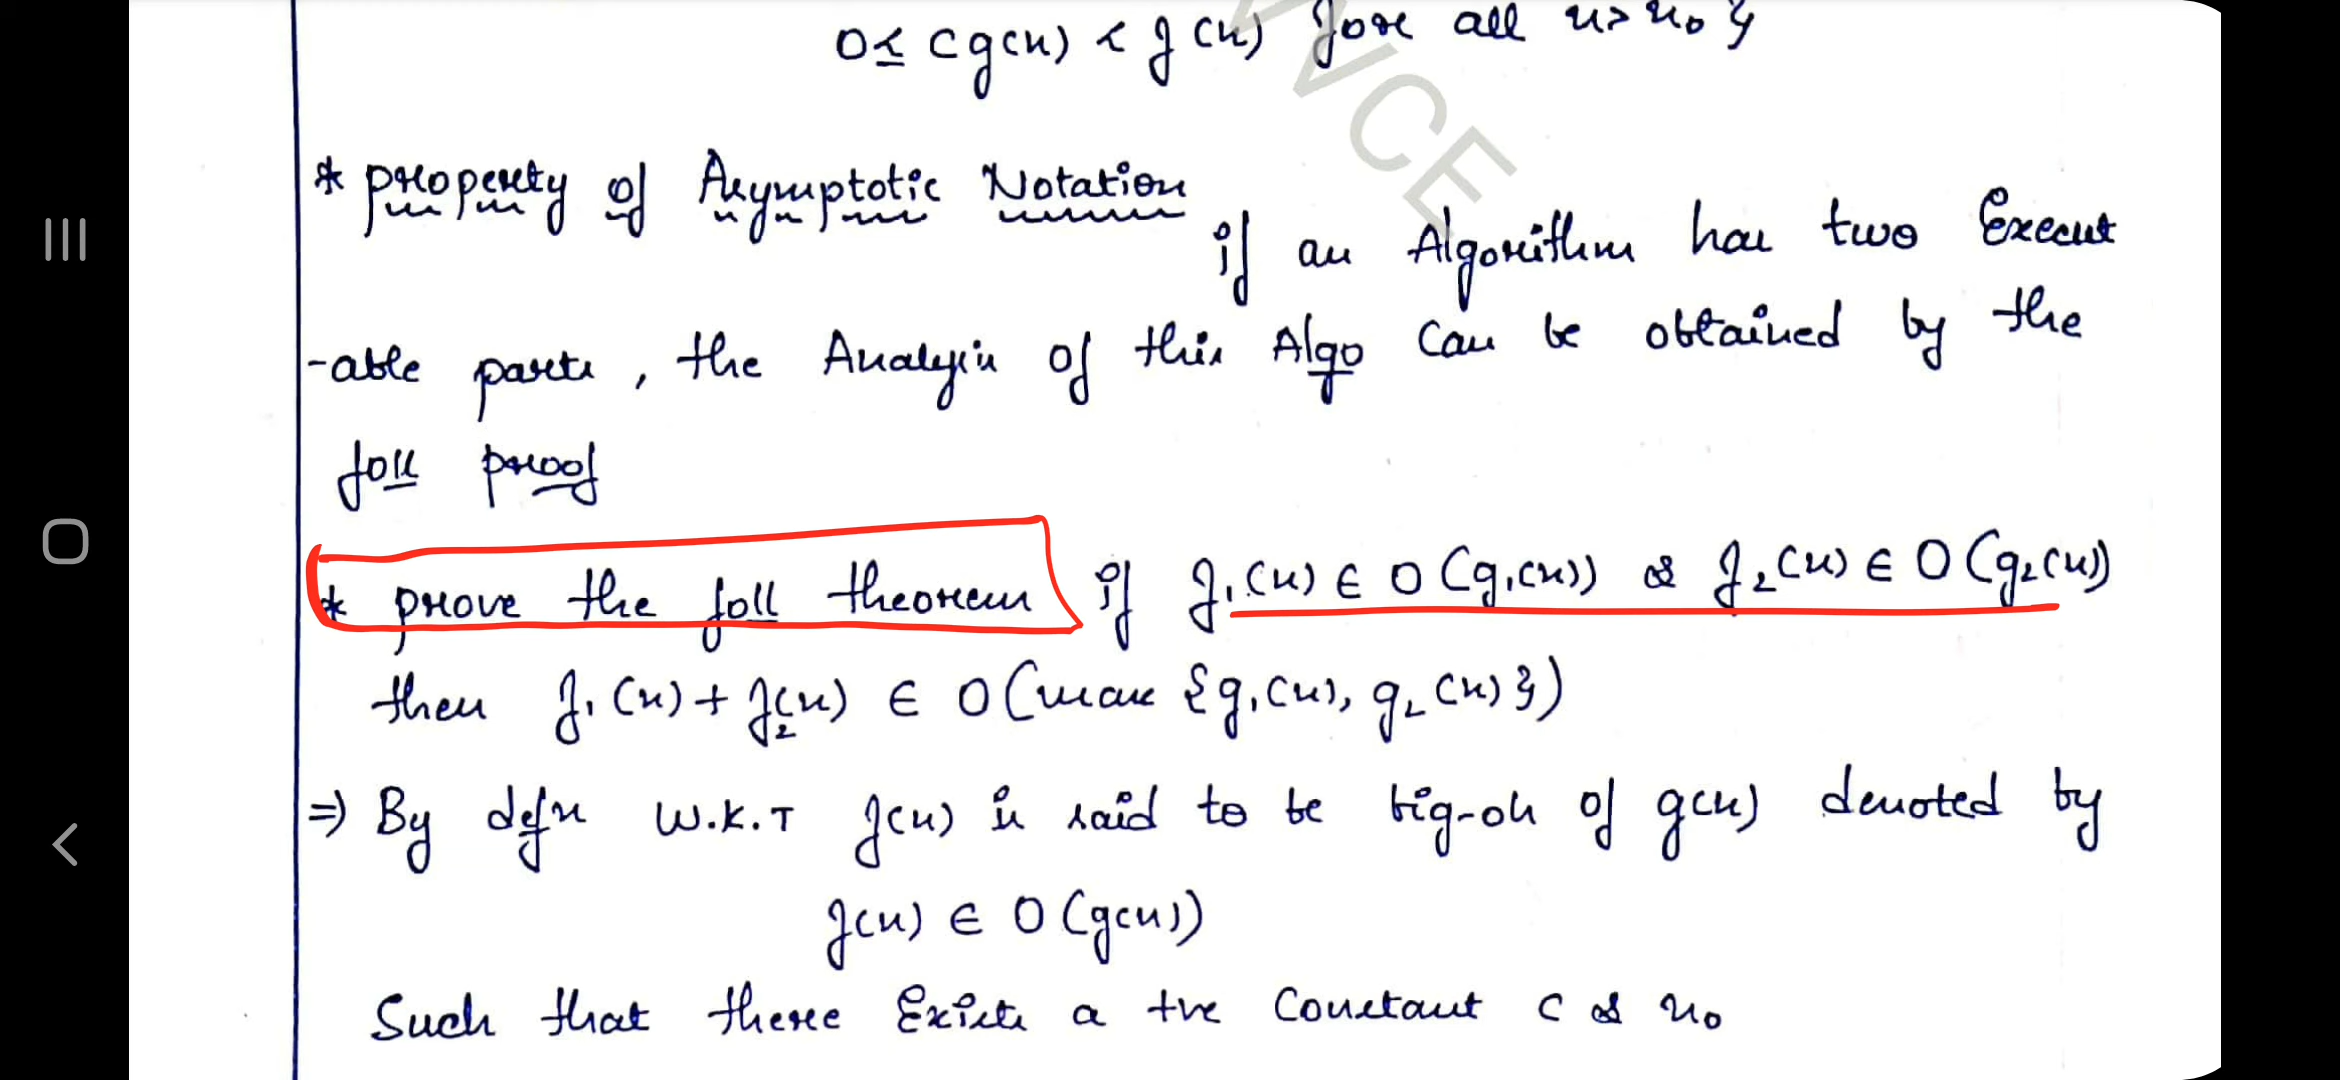 0≤ cg(n) < f(n) for all n> n₀ }
VCE
* property of Asymptotic Notation
if an Algorithm has two Execut
-able parts, the Analysis of this Algo can be obtained by the
foll proof
* prove the foll theorem if f₁(n) ∈ O(g₁(n)) & f₂(n) ∈ O(g₂(n))
then f₁(n) + f₂(n) ∈ O(max {g₁(n), g₂(n)})
⇒ By defn W.K.T f(n) is said to be big-oh of g(n) denoted by
f(n) ∈ O(g(n))
Such that there Exists a +ve Constant c & n₀